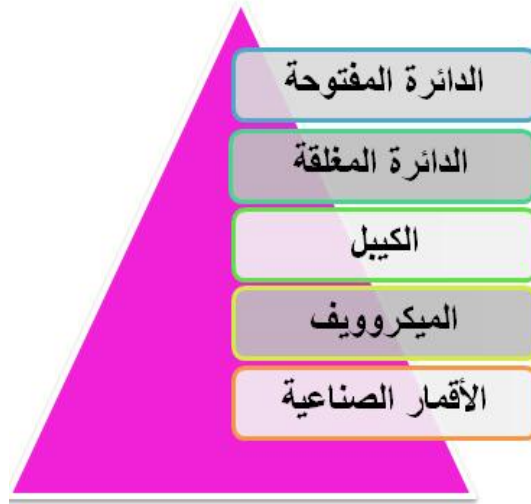 الدائرة المفتوحة
الدائرة المغلقة
الكيبل
الميكروويف
الأقمار الصناعية